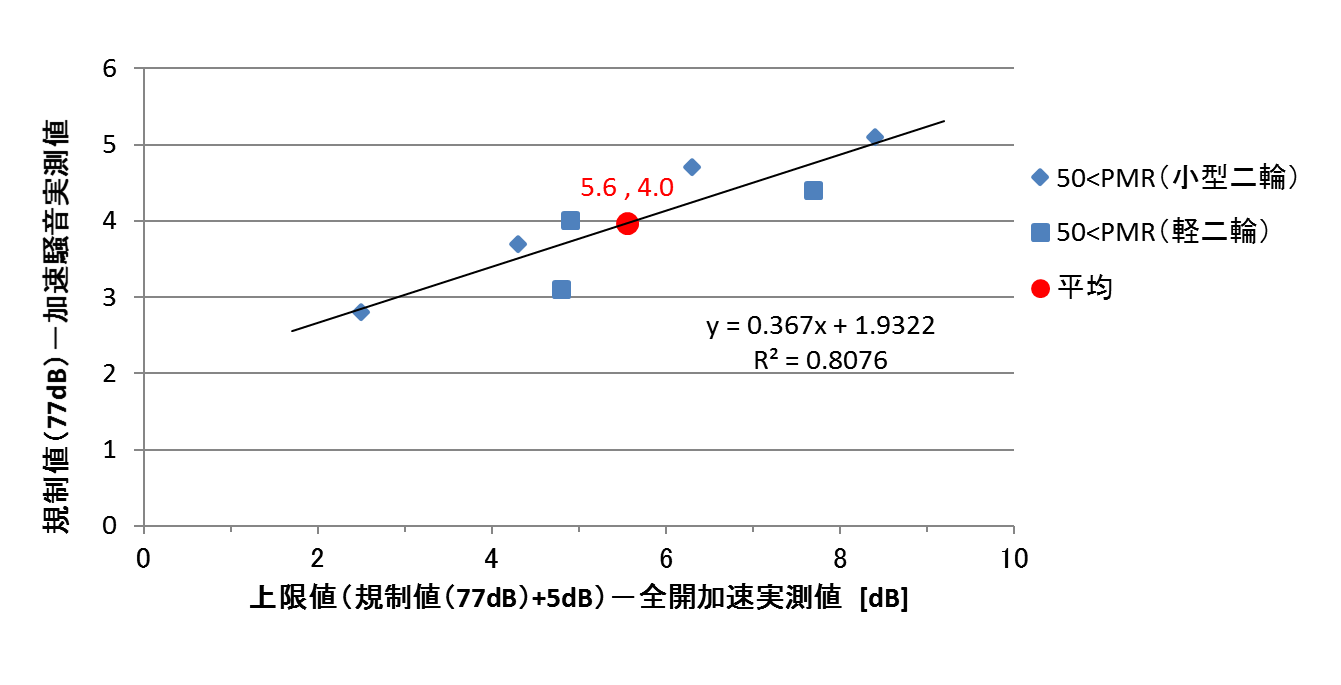 規制値(77dB)－加速騒音実測値
6
5
4
3
2
1
0
0 2 4 6 8 10
上限値(規制値(77dB)+5dB)－全開加速実測値 [dB]
5.6 , 4.0
y = 0.367x + 1.9322
R² = 0.8076
50<PMR(小型二輪)
50<PMR(軽二輪)
平均